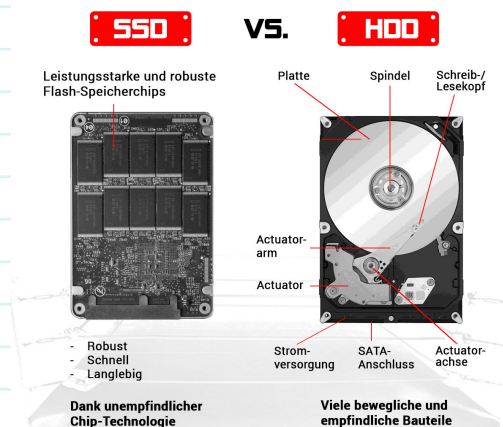 SSD VS. HDD
Leistungsstarke und robuste
Flash-Speicherchips
- Robust
- Schnell
- Langlebig
Dank unempfindlicher
Chip-Technologie
Platte
Spindel
Schreib-/
Lesekopf
Actuator-
arm
Actuator
Strom-
versorgung
SATA-
Anschluss
Actuator-
achse
Viele bewegliche und
empfindliche Bauteile